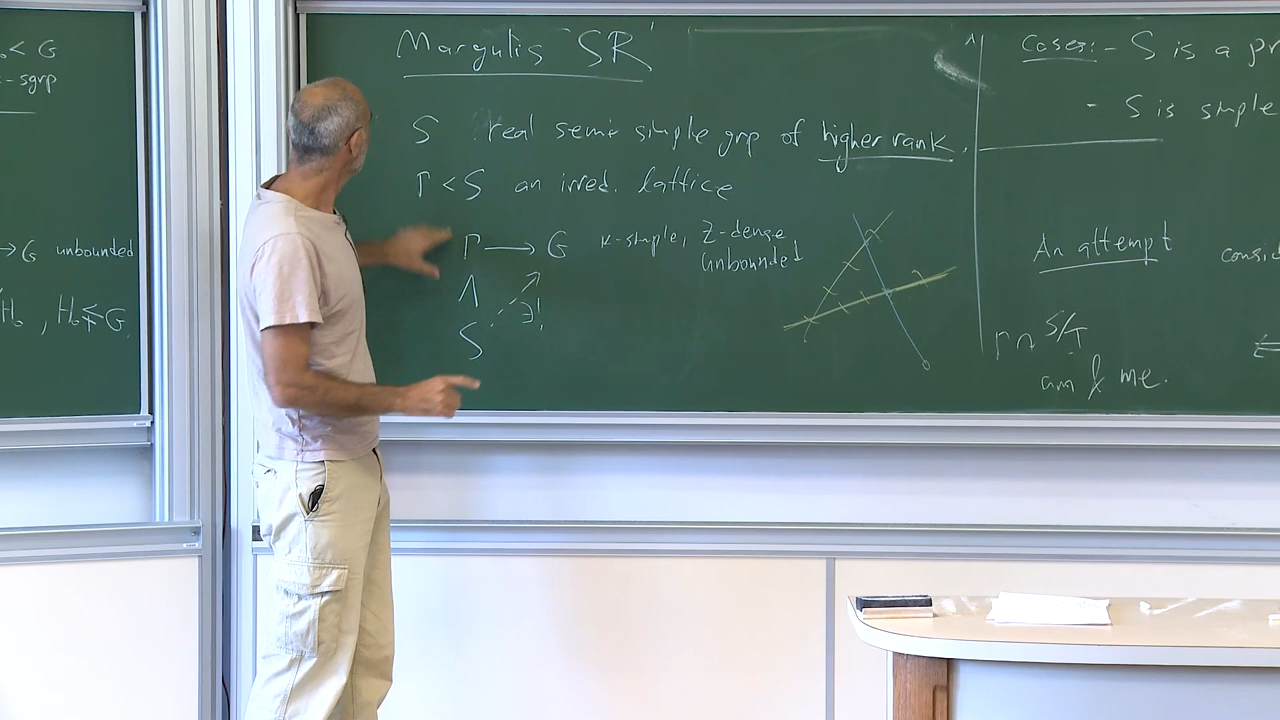 < G
- sgrp
→ G unbounded
H₀, H₀ ≨ G.
Margulis "SR"
S real semi simple grp of higher rank.
Γ < S an irred. lattice
Γ → G k-simple, Z-dense
unbounded
∧
∃!
S
Cases: - S is a pr
- S is simple
An attempt consid
Γ ∩ S/T
am & me.